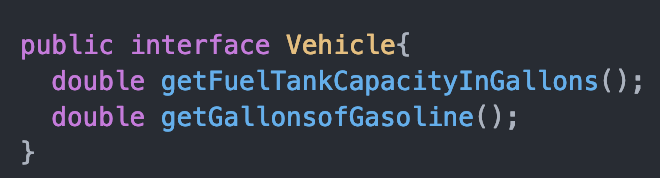 public interface Vehicle{
  double getFuelTankCapacityInGallons();
  double getGallonsofGasoline();
}